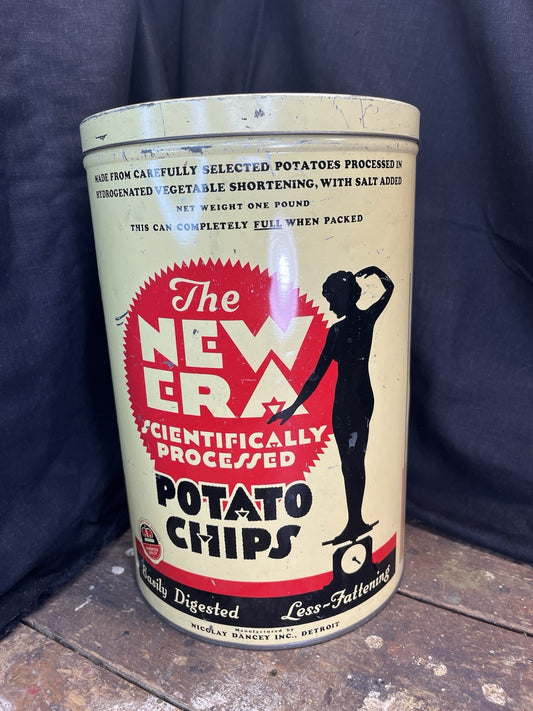 MADE FROM CAREFULLY SELECTED POTATOES PROCESSED IN
HYDROGENATED VEGETABLE SHORTENING, WITH SALT ADDED
NET WEIGHT ONE POUND
THIS CAN COMPLETELY FULL WHEN PACKED
The
NEW
ERA
SCIENTIFICALLY
PROCESSED
POTATO
CHIPS
Easily Digested
Less-Fattening
Manufactured by
NICOLAY DANCEY INC., DETROIT